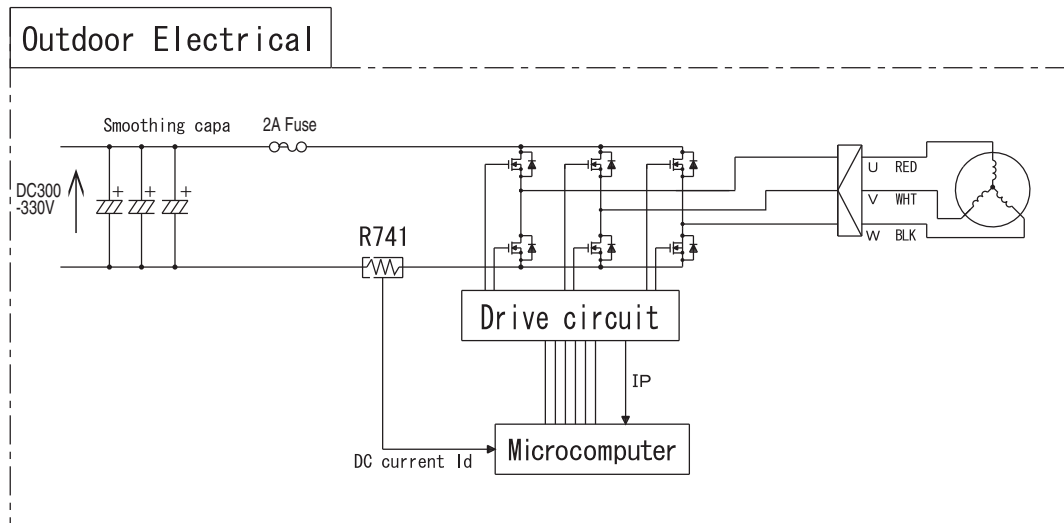 Outdoor Electrical
Smoothing capa
2A Fuse
+
+
+
DC300
-330V
R741
U RED
V WHT
W BLK
Drive circuit
IP
Microcomputer
DC current Id